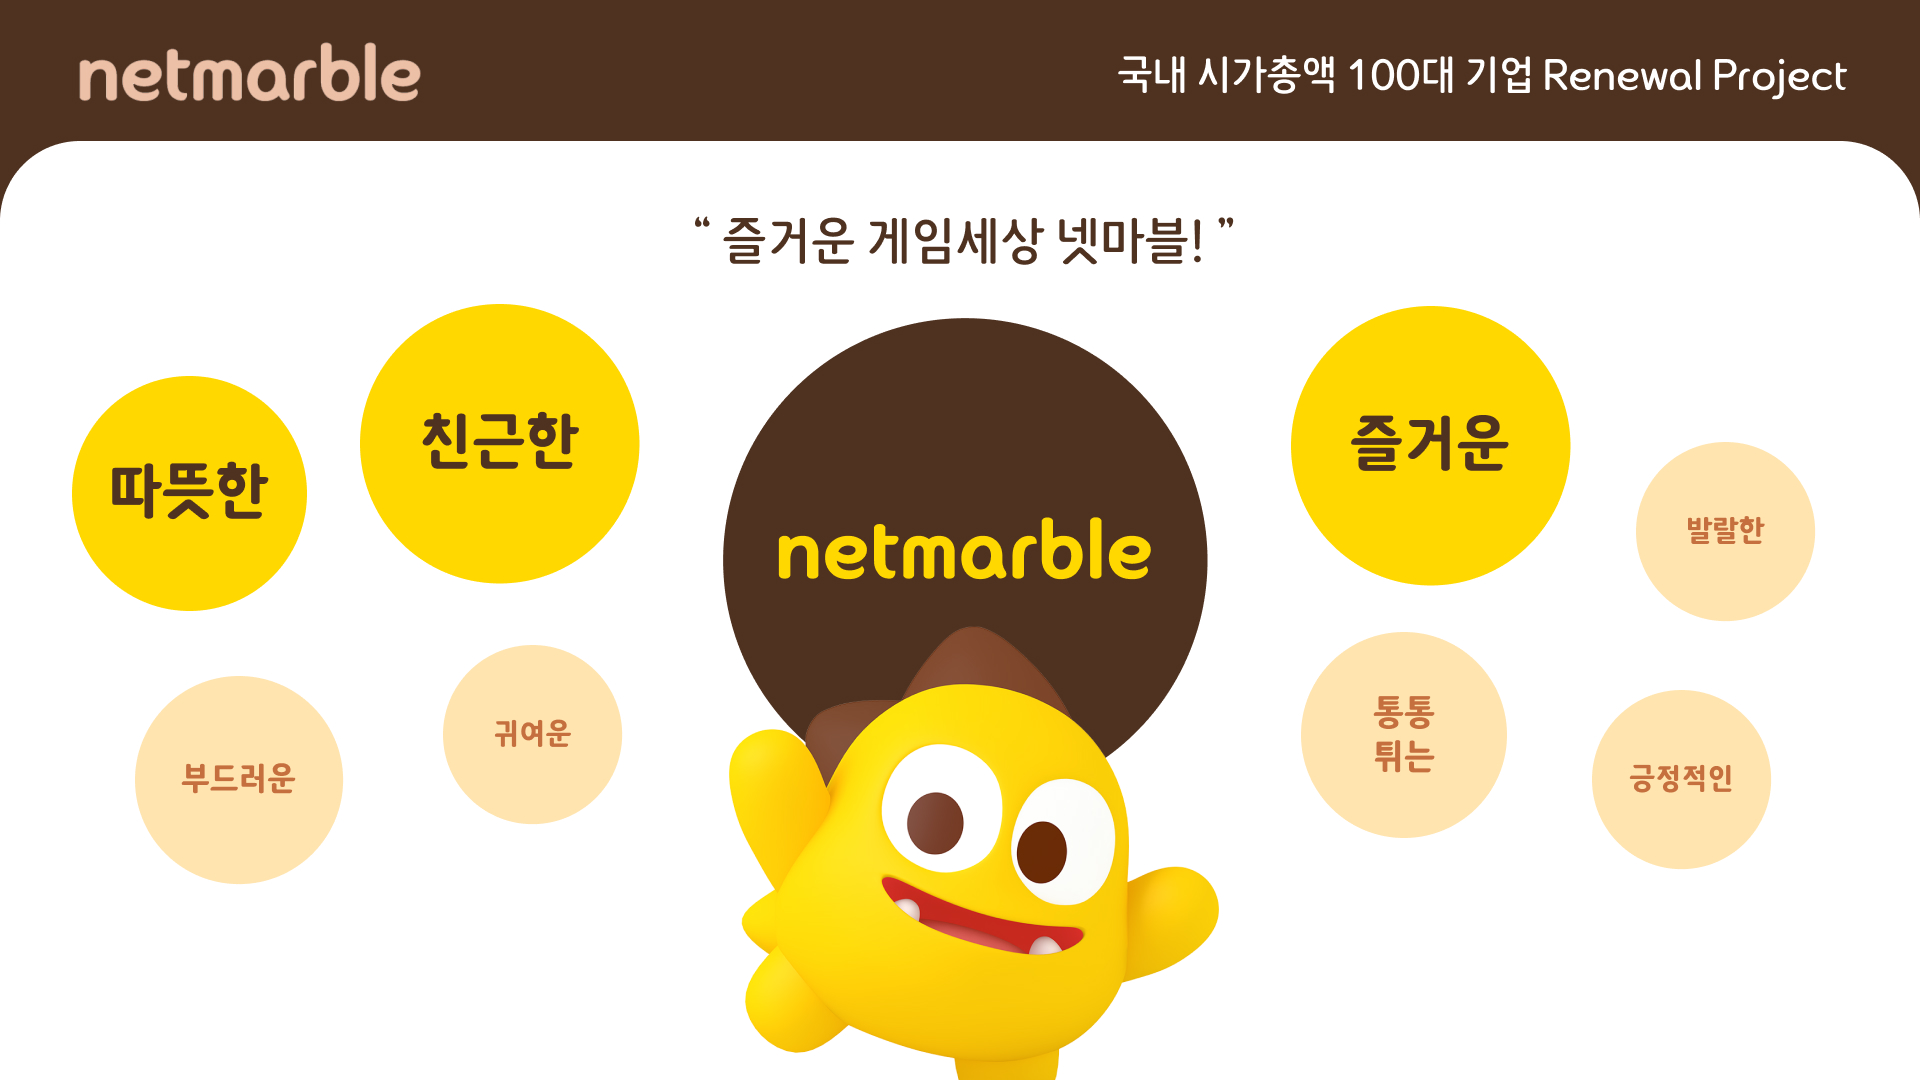 netmarble
국내 시가총액 100대 기업 Renewal Project
“ 즐거운 게임세상 넷마블! ”
따뜻한
친근한
netmarble
즐거운
발랄한
부드러운
귀여운
통통
튀는
긍정적인